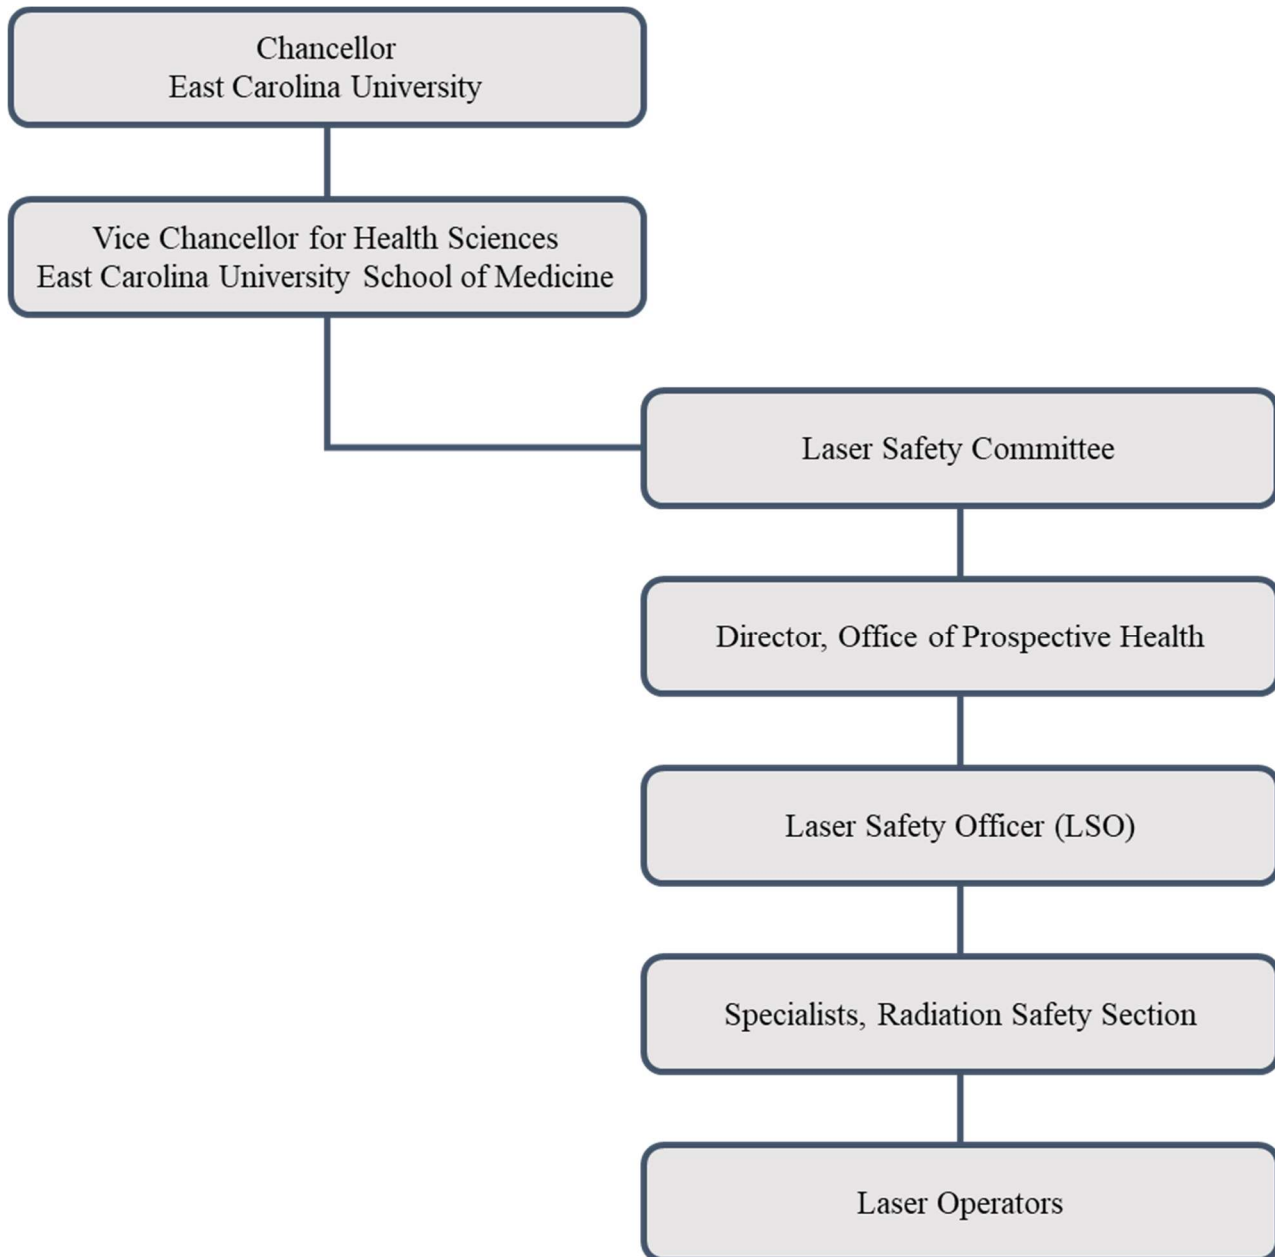 Chancellor
East Carolina University
Vice Chancellor for Health Sciences
East Carolina University School of Medicine
Laser Safety Committee
Director, Office of Prospective Health
Laser Safety Officer (LSO)
Specialists, Radiation Safety Section
Laser Operators